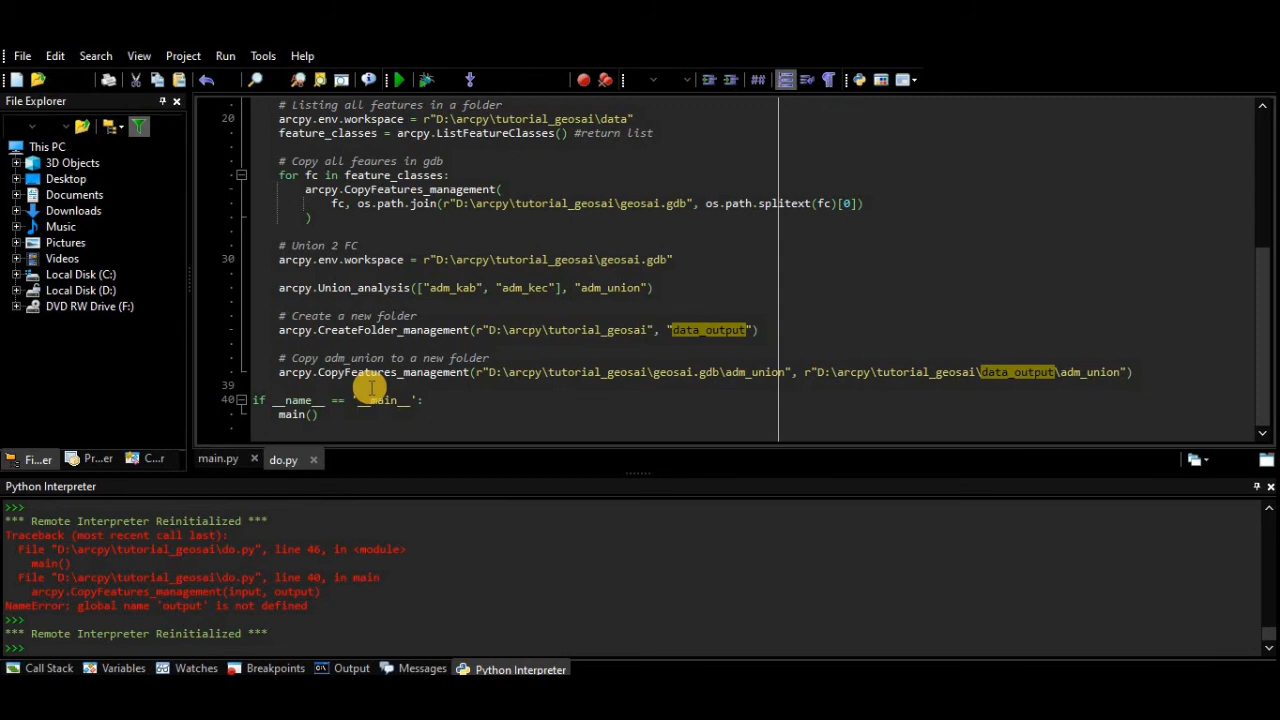 File Edit Search View Project Run Tools Help
File Explorer
This PC
3D Objects
Desktop
Documents
Downloads
Music
Pictures
Videos
Local Disk (C:)
Local Disk (D:)
DVD RW Drive (F:)
Fi...er Pr...er C...r
# Listing all features in a folder
20 arcpy.env.workspace = r"D:\arcpy\tutorial_geosai\data"
feature_classes = arcpy.ListFeatureClasses() #return list
# Copy all feaures in gdb
for fc in feature_classes:
arcpy.CopyFeatures_management(
fc, os.path.join(r"D:\arcpy\tutorial_geosai\geosai.gdb", os.path.splitext(fc)[0])
)
# Union 2 FC
30 arcpy.env.workspace = r"D:\arcpy\tutorial_geosai\geosai.gdb"
arcpy.Union_analysis(["adm_kab", "adm_kec"], "adm_union")
# Create a new folder
arcpy.CreateFolder_management(r"D:\arcpy\tutorial_geosai", "data_output")
# Copy adm_union to a new folder
arcpy.CopyFeatures_management(r"D:\arcpy\tutorial_geosai\geosai.gdb\adm_union", r"D:\arcpy\tutorial_geosai\data_output\adm_union")
39
40 if __name__ == '__main__':
main()
main.py do.py
Python Interpreter
>>>
*** Remote Interpreter Reinitialized ***
Traceback (most recent call last):
File "D:\arcpy\tutorial_geosai\do.py", line 46, in <module>
main()
File "D:\arcpy\tutorial_geosai\do.py", line 40, in main
arcpy.CopyFeatures_management(input, output)
NameError: global name 'output' is not defined
>>>
*** Remote Interpreter Reinitialized ***
>>>
Call Stack Variables Watches Breakpoints Output Messages Python Interpreter